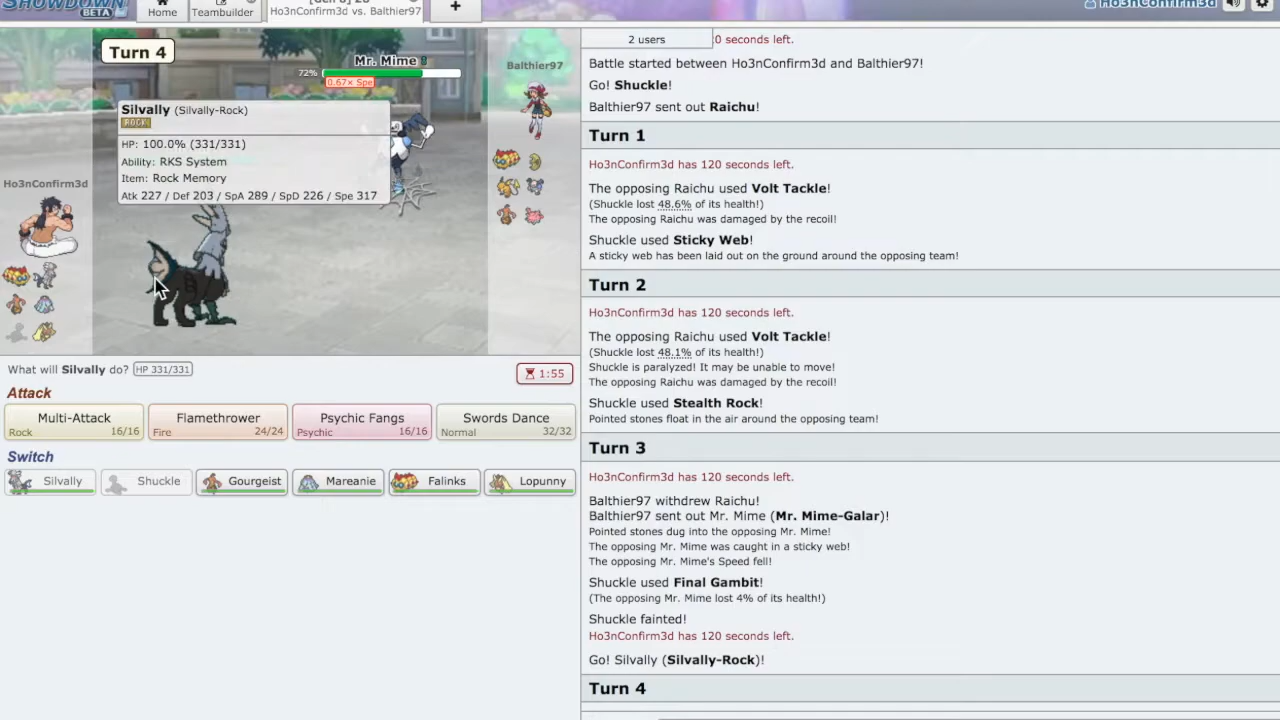 SHOWDOWN
BETA
Home
Teambuilder
Ho3nConfirm3d vs. Balthier97
+
Ho3nConfirm3d
Turn 4
Mr. Mime
72%
0.67× Spe
Balthier97
Silvally (Silvally-Rock)
ROCK
HP: 100.0% (331/331)
Ability: RKS System
Item: Rock Memory
Atk 227 / Def 203 / SpA 289 / SpD 226 / Spe 317
Ho3nConfirm3d
What will Silvally do? HP 331/331
1:55
Attack
Multi-Attack
Rock 16/16
Flamethrower
Fire 24/24
Psychic Fangs
Psychic 16/16
Swords Dance
Normal 32/32
Switch
Silvally
Shuckle
Gourgeist
Mareanie
Falinks
Lopunny
2 users
0 seconds left.
Battle started between Ho3nConfirm3d and Balthier97!
Go! Shuckle!
Balthier97 sent out Raichu!
Turn 1
Ho3nConfirm3d has 120 seconds left.
The opposing Raichu used Volt Tackle!
(Shuckle lost 48.6% of its health!)
The opposing Raichu was damaged by the recoil!
Shuckle used Sticky Web!
A sticky web has been laid out on the ground around the opposing team!
Turn 2
Ho3nConfirm3d has 120 seconds left.
The opposing Raichu used Volt Tackle!
(Shuckle lost 48.1% of its health!)
Shuckle is paralyzed! It may be unable to move!
The opposing Raichu was damaged by the recoil!
Shuckle used Stealth Rock!
Pointed stones float in the air around the opposing team!
Turn 3
Ho3nConfirm3d has 120 seconds left.
Balthier97 withdrew Raichu!
Balthier97 sent out Mr. Mime (Mr. Mime-Galar)!
Pointed stones dug into the opposing Mr. Mime!
The opposing Mr. Mime was caught in a sticky web!
The opposing Mr. Mime's Speed fell!
Shuckle used Final Gambit!
(The opposing Mr. Mime lost 4% of its health!)
Shuckle fainted!
Ho3nConfirm3d has 120 seconds left.
Go! Silvally (Silvally-Rock)!
Turn 4